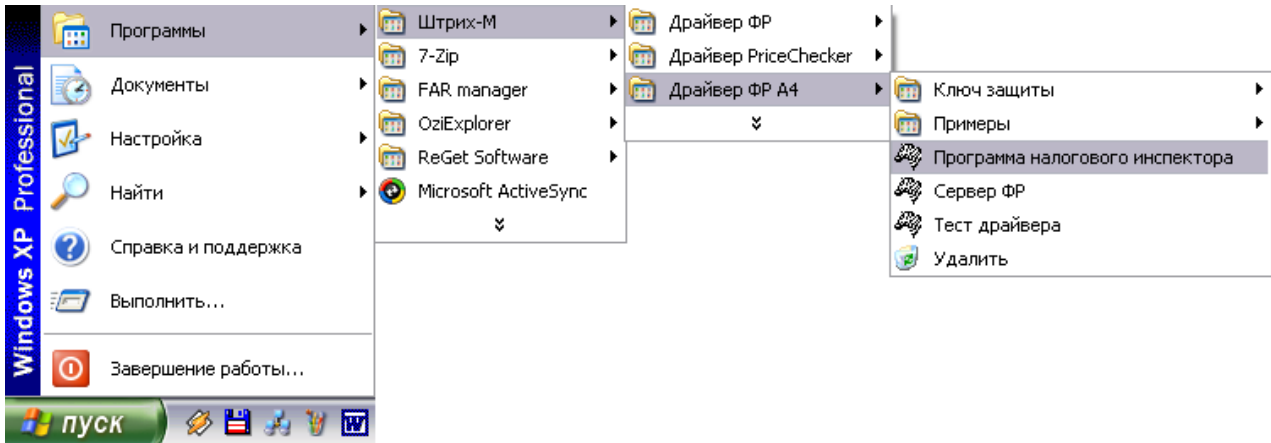 Windows XP Professional
Программы
Документы
Настройка
Найти
Справка и поддержка
Выполнить...
Завершение работы...
пуск
Штрих-М
7-Zip
FAR manager
OziExplorer
ReGet Software
Microsoft ActiveSync
Драйвер ФР
Драйвер PriceChecker
Драйвер ФР А4
Ключ защиты
Примеры
Программа налогового инспектора
Сервер ФР
Тест драйвера
Удалить